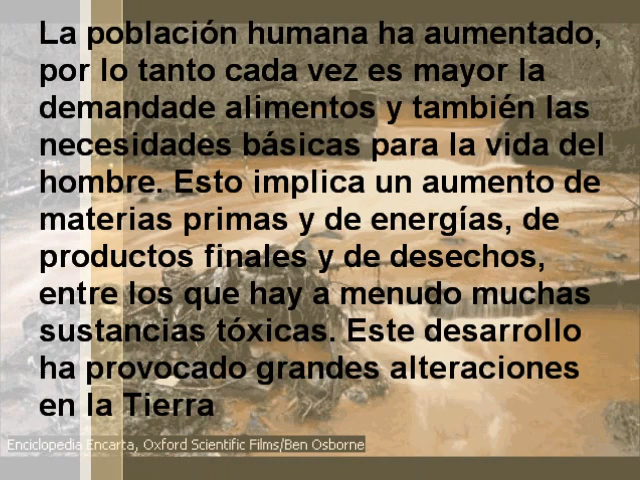 La población humana ha aumentado,
por lo tanto cada vez es mayor la
demandade alimentos y también las
necesidades básicas para la vida del
hombre. Esto implica un aumento de
materias primas y de energías, de
productos finales y de desechos,
entre los que hay a menudo muchas
sustancias tóxicas. Este desarrollo
ha provocado grandes alteraciones
en la Tierra
Enciclopedia Encarta, Oxford Scientific Films/Ben Osborne